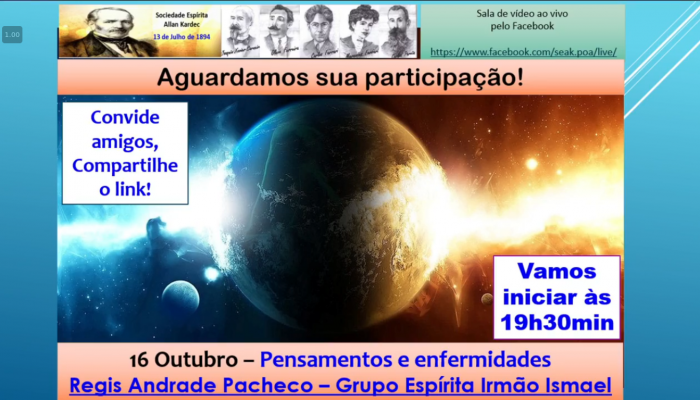 1.00
Sociedade Espírita
Allan Kardec
13 de Julho de 1894
Sala de vídeo ao vivo
pelo Facebook
https://www.facebook.com/seak.poa/live/
Aguardamos sua participação!
Convide
amigos,
Compartilhe
o link!
Vamos
iniciar às
19h30min
16 Outubro – Pensamentos e enfermidades
Regis Andrade Pacheco – Grupo Espírita Irmão Ismael